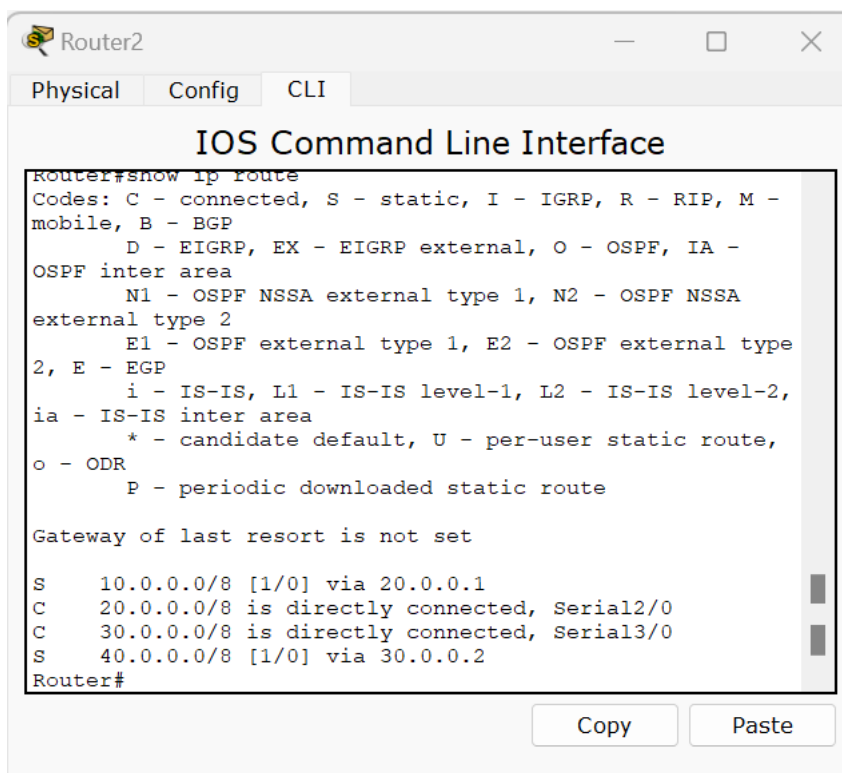 Router2
Physical Config CLI
IOS Command Line Interface
Router#show ip route
Codes: C - connected, S - static, I - IGRP, R - RIP, M -
mobile, B - BGP
       D - EIGRP, EX - EIGRP external, O - OSPF, IA -
OSPF inter area
       N1 - OSPF NSSA external type 1, N2 - OSPF NSSA
external type 2
       E1 - OSPF external type 1, E2 - OSPF external type
2, E - EGP
       i - IS-IS, L1 - IS-IS level-1, L2 - IS-IS level-2,
ia - IS-IS inter area
       * - candidate default, U - per-user static route,
o - ODR
       P - periodic downloaded static route
Gateway of last resort is not set
S    10.0.0.0/8 [1/0] via 20.0.0.1
C    20.0.0.0/8 is directly connected, Serial2/0
C    30.0.0.0/8 is directly connected, Serial3/0
S    40.0.0.0/8 [1/0] via 30.0.0.2
Router#
Copy Paste